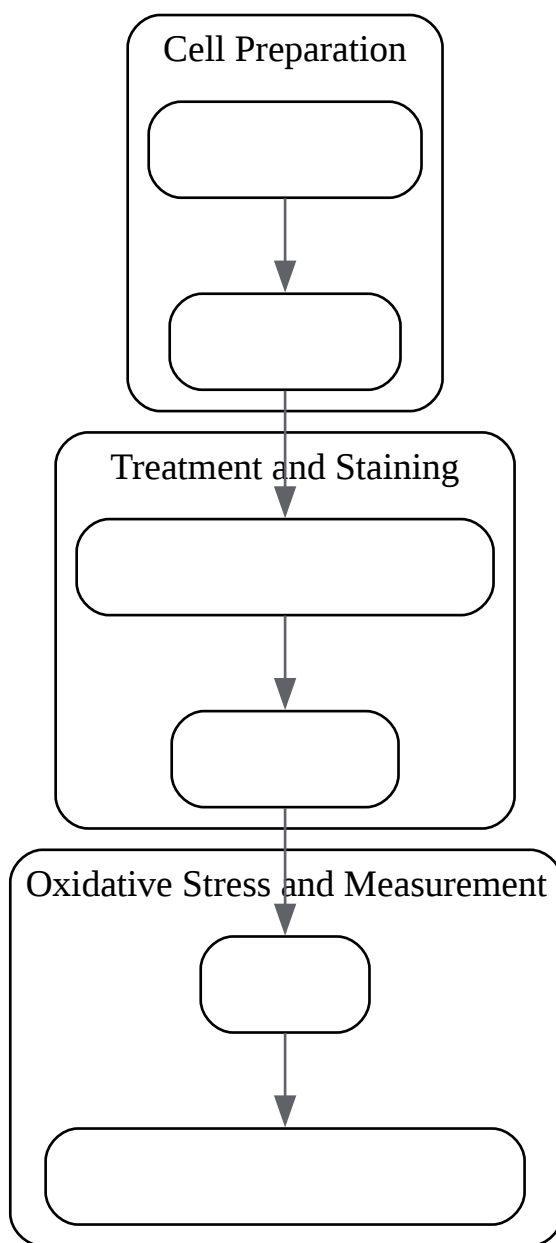 Cell Preparation
Treatment and Staining
Oxidative Stress and Measurement